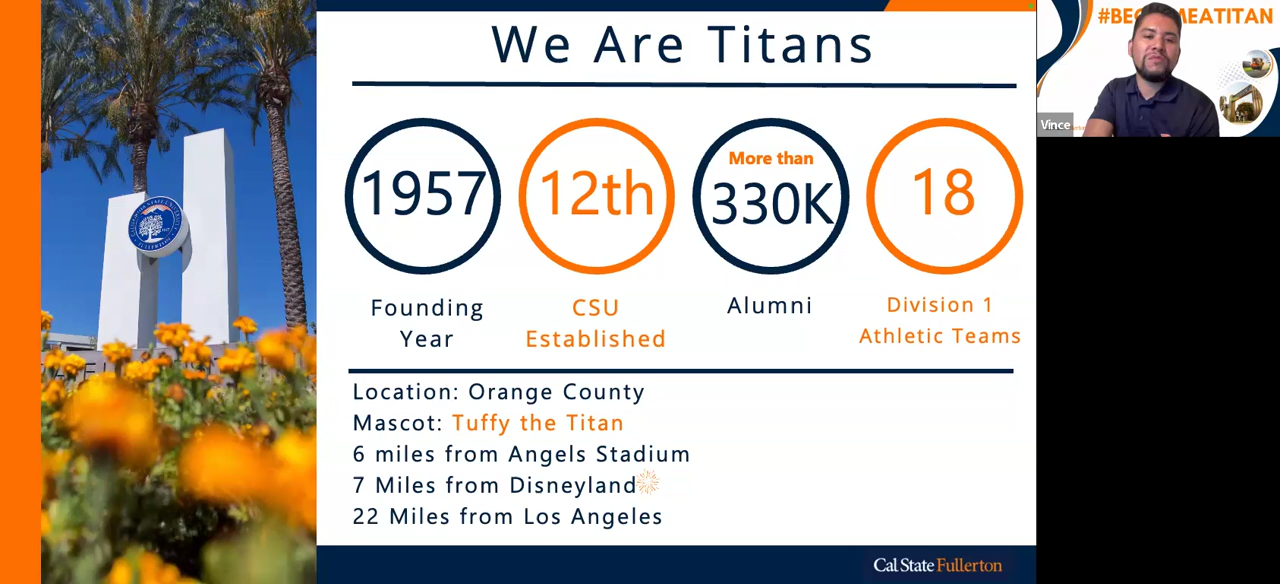 We Are Titans
1957
12th
More than
330K
18
Founding
Year
CSU
Established
Alumni
Division 1
Athletic Teams
Location: Orange County
Mascot: Tuffy the Titan
6 miles from Angels Stadium
7 Miles from Disneyland
22 Miles from Los Angeles
Cal State Fullerton
Vince